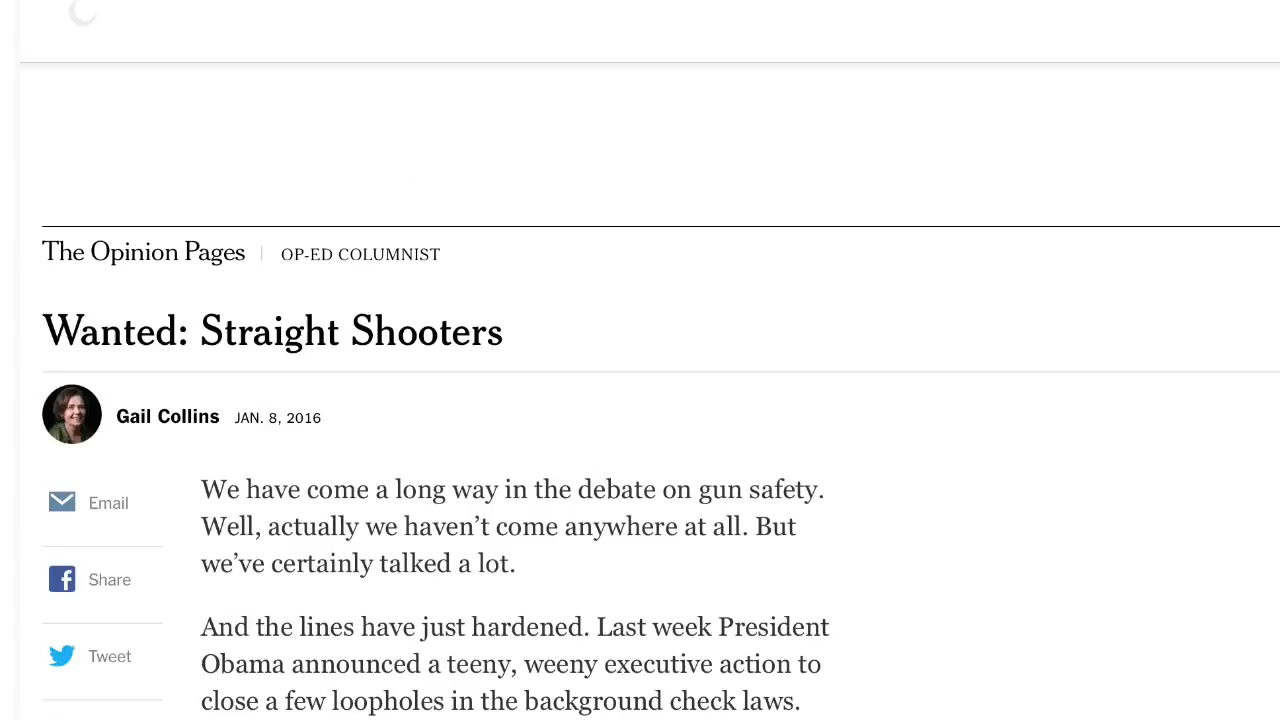 The Opinion Pages | OP-ED COLUMNIST
Wanted: Straight Shooters
Gail Collins JAN. 8, 2016
Email
Share
Tweet
We have come a long way in the debate on gun safety.
Well, actually we haven’t come anywhere at all. But
we’ve certainly talked a lot.
And the lines have just hardened. Last week President
Obama announced a teeny, weeny executive action to
close a few loopholes in the background check laws.